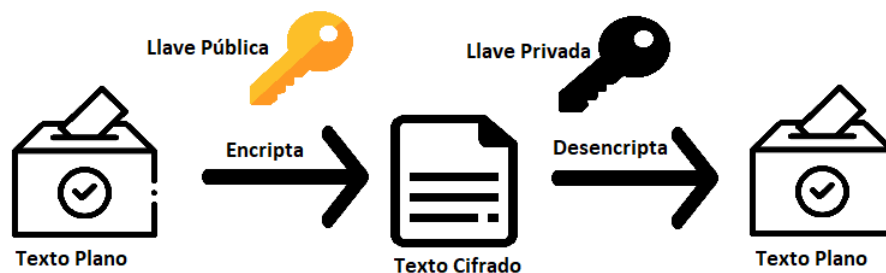 Llave Pública
Llave Privada
Encripta
Desencripta
Texto Plano
Texto Cifrado
Texto Plano